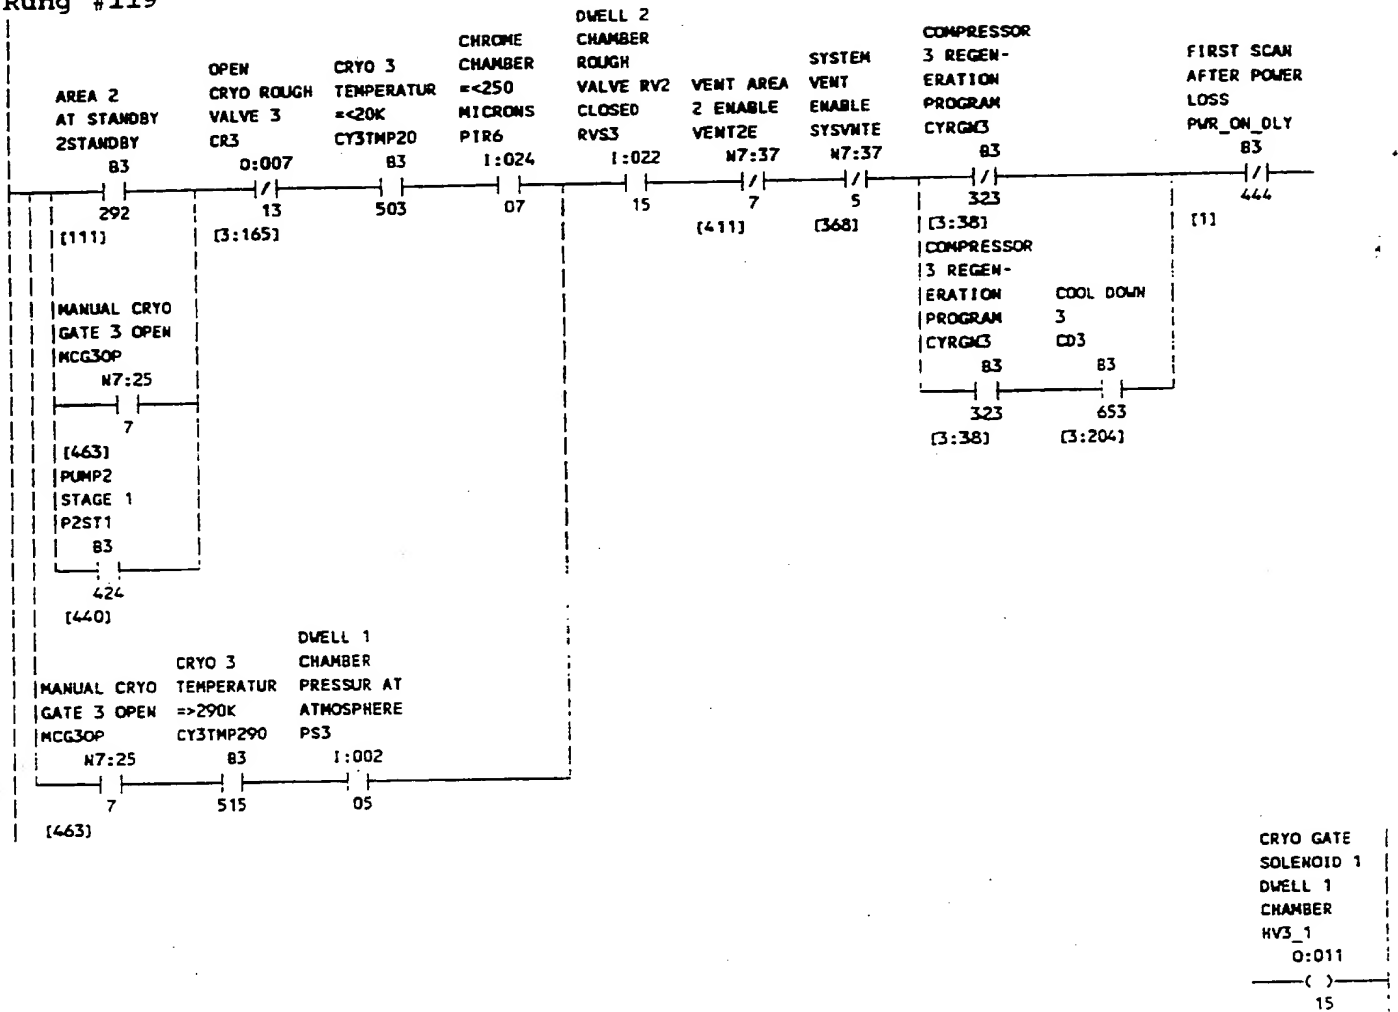 Rung #119
AREA 2
AT STANDBY
2STANDBY
B3
292
[111]
OPEN
CRYO ROUGH
VALVE 3
CR3
O:007
13
[3:165]
CRYO 3
TEMPERATUR
=<20K
CY3TMP20
B3
503
CHROME
CHAMBER
=<250
MICRONS
PIR6
I:024
07
DWELL 2
CHAMBER
ROUGH
VALVE RV2
CLOSED
RVS3
I:022
15
VENT AREA
2 ENABLE
VENT2E
N7:37
7
[411]
SYSTEM
VENT
ENABLE
SYSVNTE
N7:37
5
[368]
COMPRESSOR
3 REGEN-
ERATION
PROGRAM
CYRGN3
B3
323
[3:38]
FIRST SCAN
AFTER POWER
LOSS
PWR_ON_DLY
B3
444
[1]
MANUAL CRYO
GATE 3 OPEN
MCG3OP
N7:25
7
[463]
COMPRESSOR
3 REGEN-
ERATION
PROGRAM
CYRGN3
B3
323
[3:38]
COOL DOWN
3
CD3
B3
653
[3:204]
PUMP2
STAGE 1
P2ST1
B3
424
[440]
MANUAL CRYO
GATE 3 OPEN
MCG3OP
N7:25
7
[463]
CRYO 3
TEMPERATUR
=>290K
CY3TMP290
B3
515
DWELL 1
CHAMBER
PRESSUR AT
ATMOSPHERE
PS3
I:002
05
CRYO GATE
SOLENOID 1
DWELL 1
CHAMBER
HV3_1
O:011
15